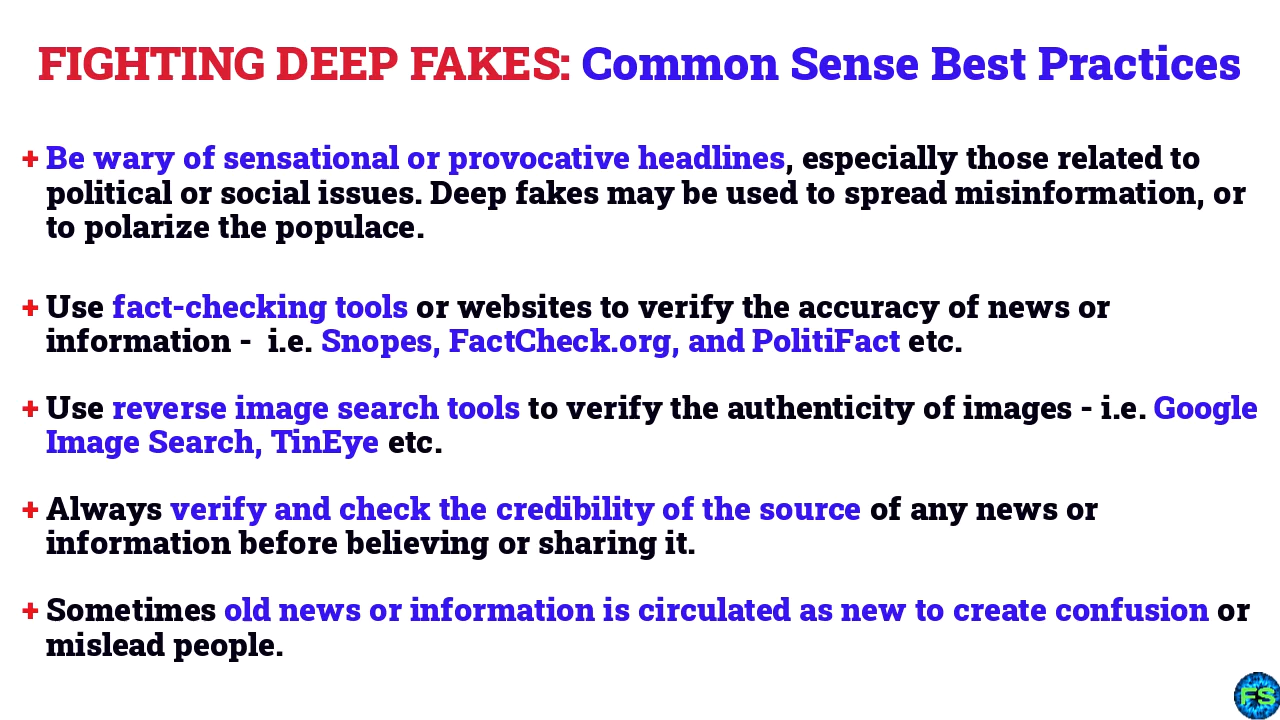 FIGHTING DEEP FAKES: Common Sense Best Practices
+ Be wary of sensational or provocative headlines, especially those related to
political or social issues. Deep fakes may be used to spread misinformation, or
to polarize the populace.
+ Use fact-checking tools or websites to verify the accuracy of news or
information -  i.e. Snopes, FactCheck.org, and PolitiFact etc.
+ Use reverse image search tools to verify the authenticity of images - i.e. Google
Image Search, TinEye etc.
+ Always verify and check the credibility of the source of any news or
information before believing or sharing it.
+ Sometimes old news or information is circulated as new to create confusion or
mislead people.
FS